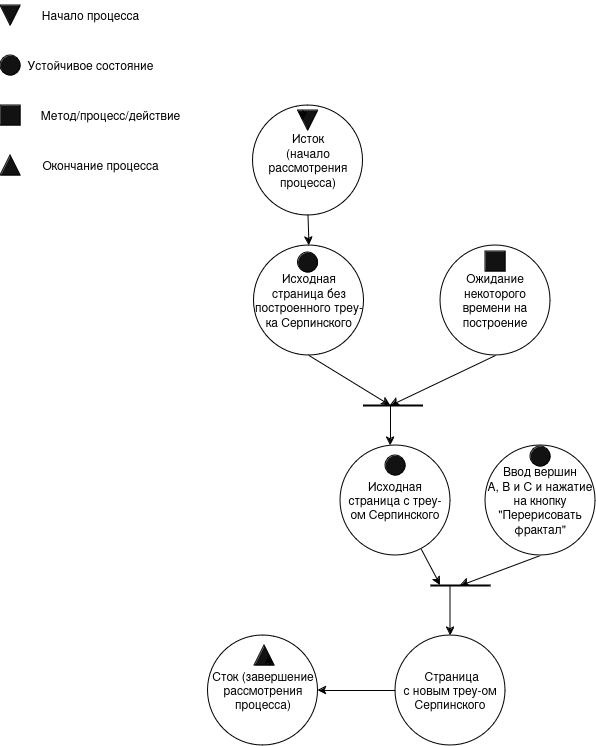 Начало процесса
Устойчивое состояние
Метод/процесс/действие
Окончание процесса
Исток
(начало
рассмотрения
процесса)
Исходная
страница без
построенного треу-
ка Серпинского
Ожидание
некоторого
времени на
построение
Исходная
страница с треу-
ом Серпинского
Ввод вершин
A, B и C и нажатие
на кнопку
"Перерисовать
фрактал"
Сток (завершение
рассмотрения
процесса)
Страница
с новым треу-ом
Серпинского